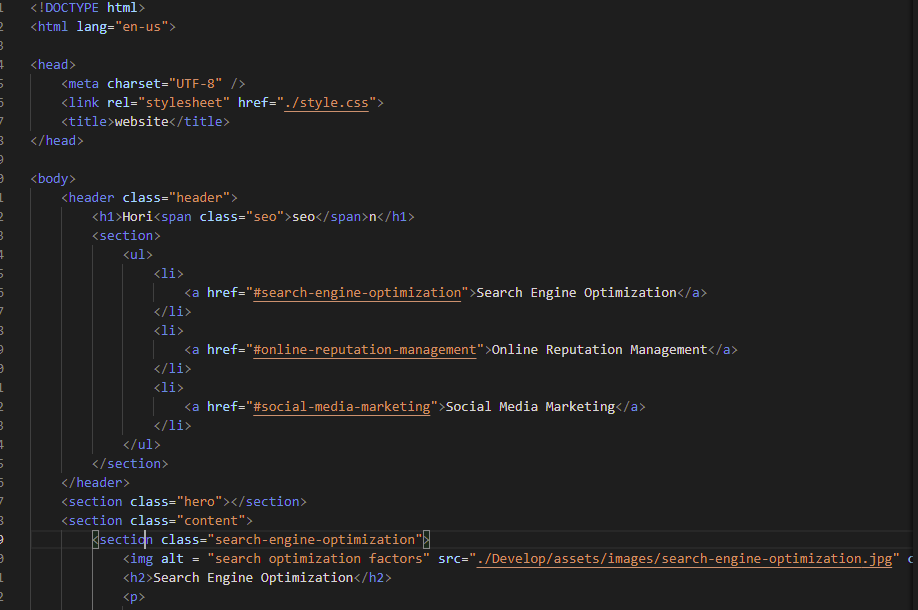 <!DOCTYPE html>
<html lang="en-us">
<head>
<meta charset="UTF-8" />
<link rel="stylesheet" href="./style.css">
<title>website</title>
</head>
<body>
<header class="header">
<h1>Hori<span class="seo">seo</span>n</h1>
<section>
<ul>
<li>
<a href="#search-engine-optimization">Search Engine Optimization</a>
</li>
<li>
<a href="#online-reputation-management">Online Reputation Management</a>
</li>
<li>
<a href="#social-media-marketing">Social Media Marketing</a>
</li>
</ul>
</section>
</header>
<section class="hero"></section>
<section class="content">
<section class="search-engine-optimization">
<img alt = "search optimization factors" src="./Develop/assets/images/search-engine-optimization.jpg"
<h2>Search Engine Optimization</h2>
<p>